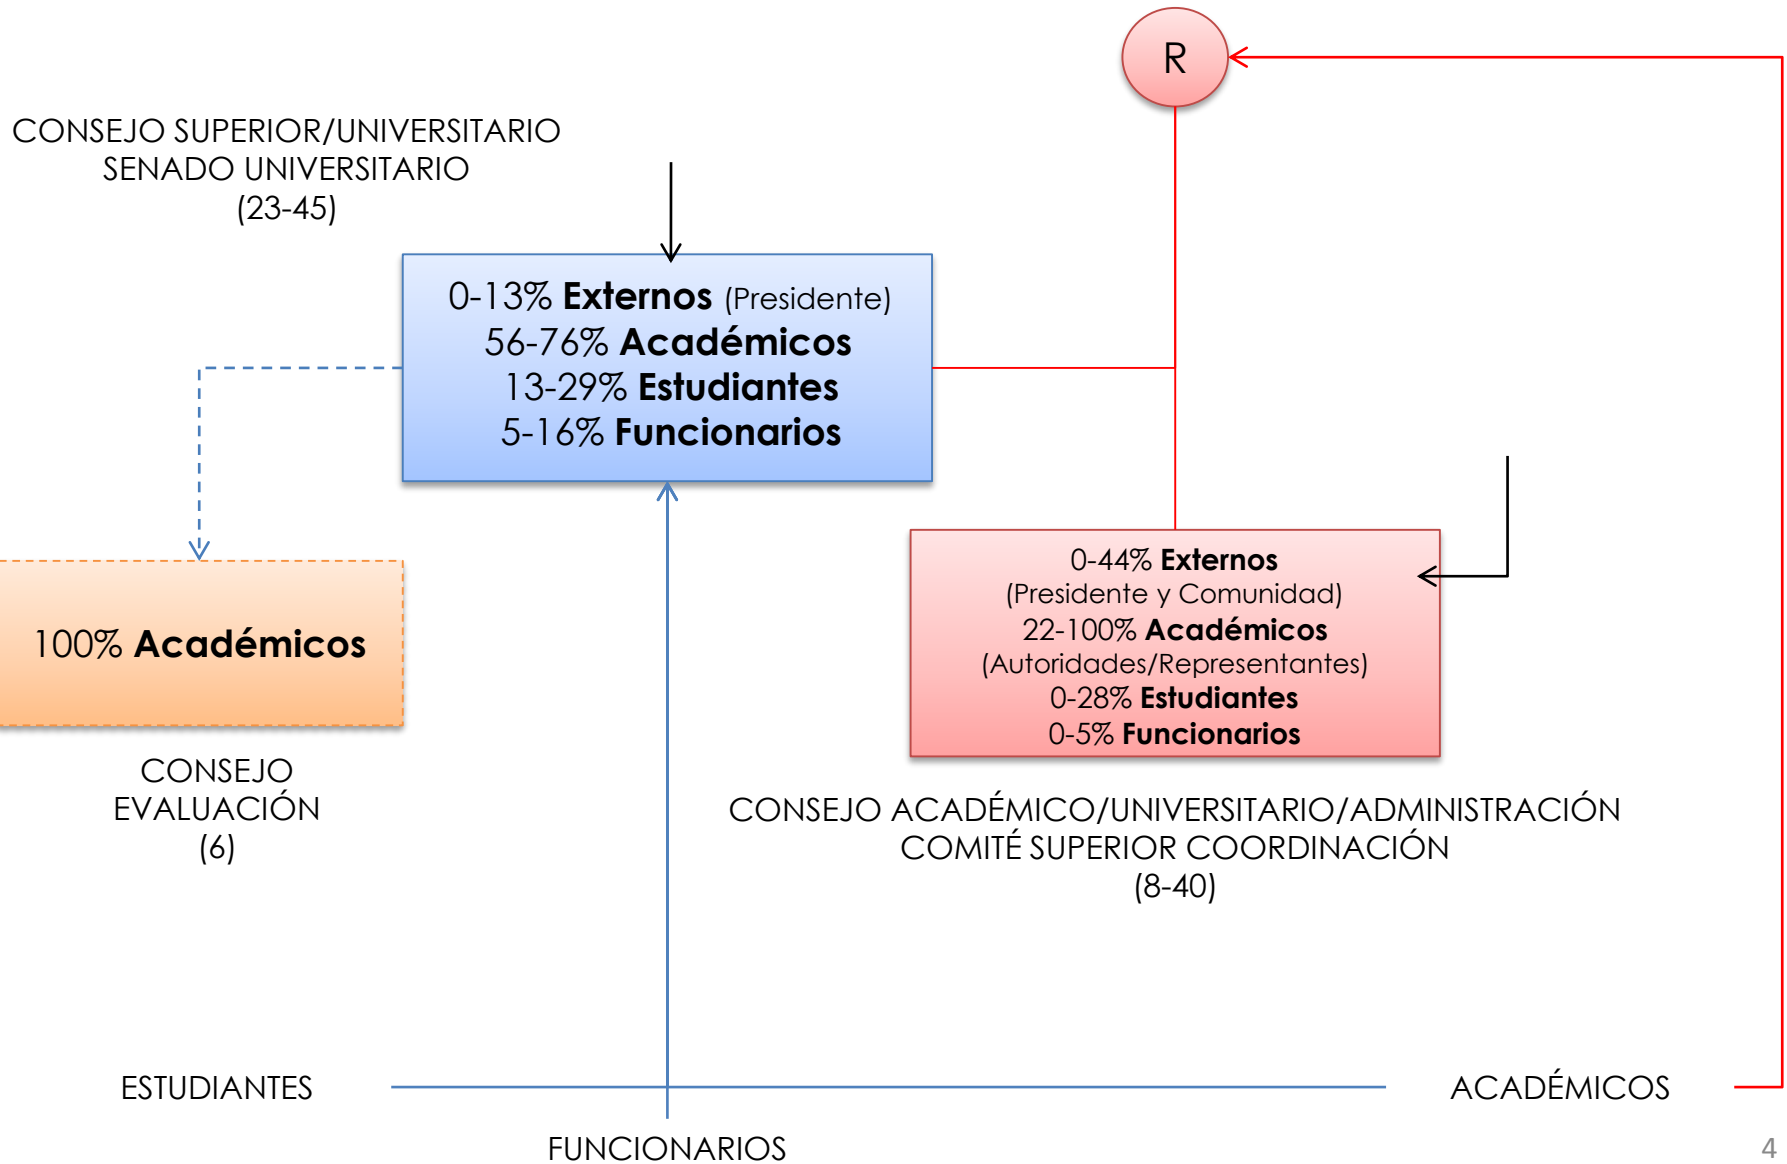 R
CONSEJO SUPERIOR/UNIVERSITARIO
SENADO UNIVERSITARIO
(23-45)
0-13% Externos (Presidente)
56-76% Académicos
13-29% Estudiantes
5-16% Funcionarios
0-44% Externos
(Presidente y Comunidad)
22-100% Académicos
(Autoridades/Representantes)
0-28% Estudiantes
0-5% Funcionarios
100% Académicos
CONSEJO
EVALUACIÓN
(6)
CONSEJO ACADÉMICO/UNIVERSITARIO/ADMINISTRACIÓN
COMITÉ SUPERIOR COORDINACIÓN
(8-40)
ESTUDIANTES
ACADÉMICOS
FUNCIONARIOS
4